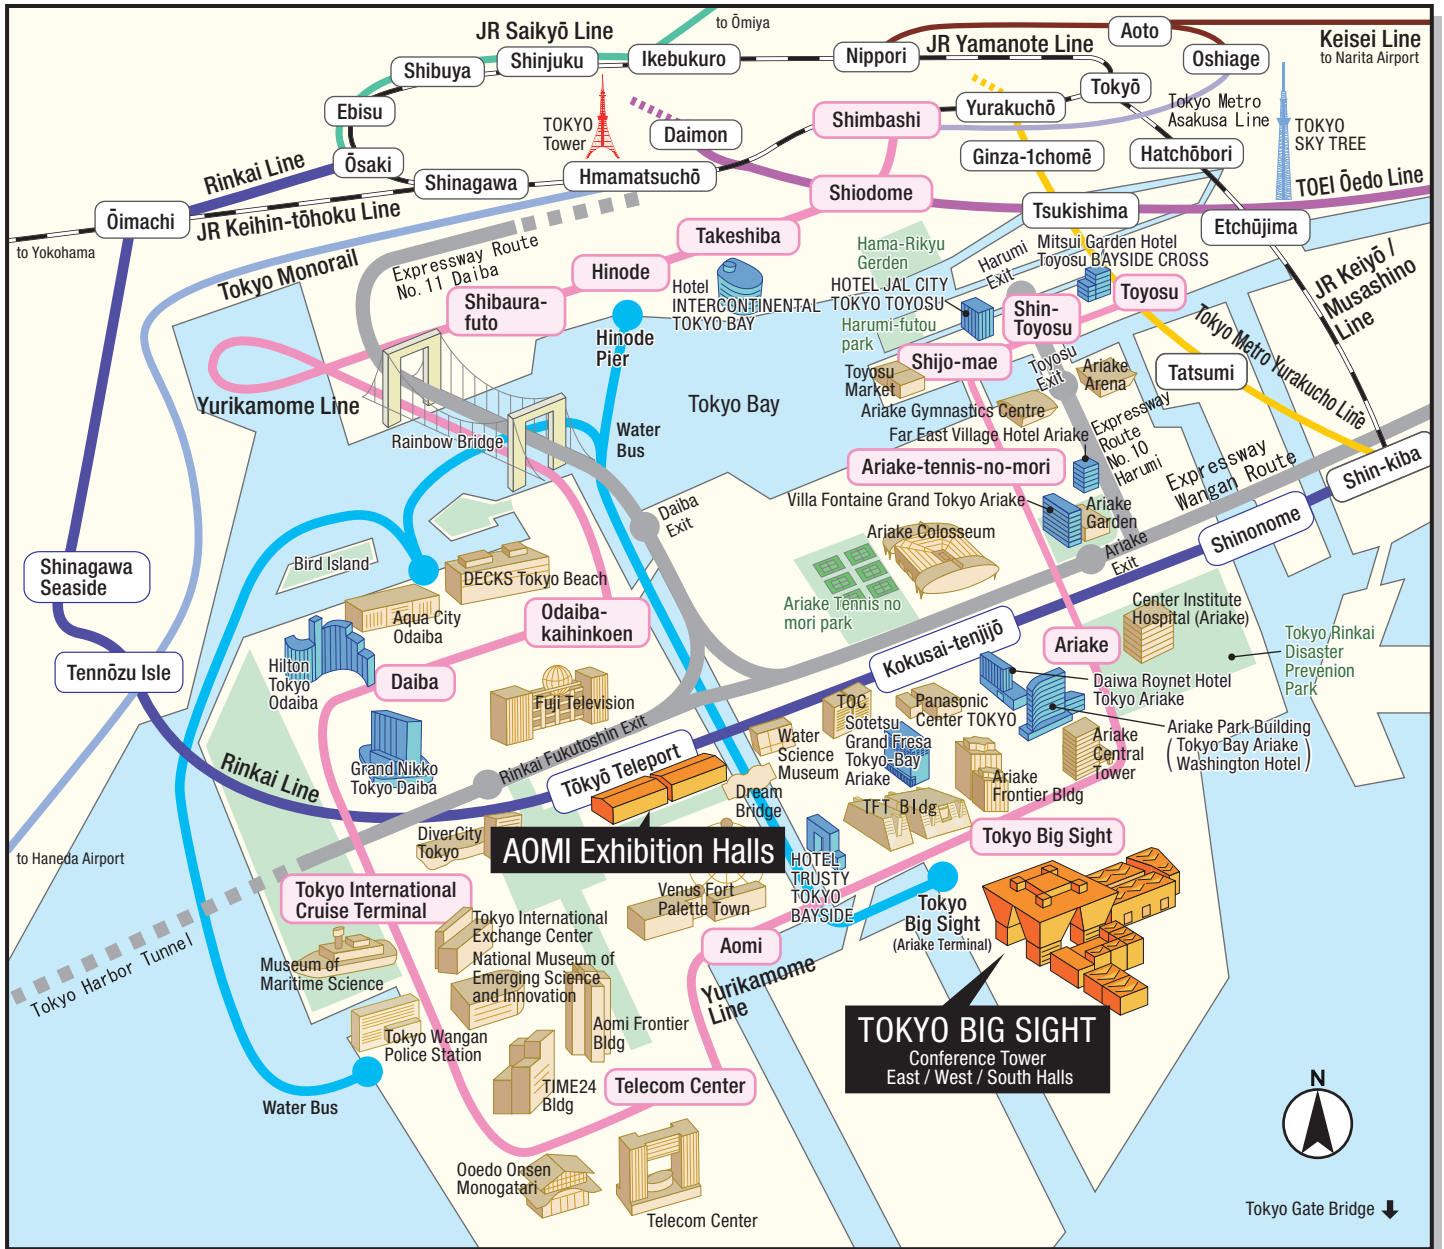 to Ōmiya
JR Saikyō Line
Aoto
Keisei Line
to Narita Airport
JR Yamanote Line
Nippori
Ikebukuro
Shinjuku
Shibuya
Oshiage
Tokyō
Ebisu
Yurakuchō
Tokyo Metro
Asakusa Line
TOKYO
Tower
Daimon
Shimbashi
TOKYO
SKY TREE
Ginza-1chomē
Hatchōbori
Rinkai Line
Ōsaki
Shinagawa
Hmamatsuchō
Shiodome
TOEI Ōedo Line
Tsukishima
Etchūjima
Ōimachi
JR Keihin-tōhoku Line
to Yokohama
Takeshiba
Hama-Rikyu
Garden
Harumi
Exit
Mitsui Garden Hotel
Toyosu BAYSIDE CROSS
Tokyo Monorail
Expressway Route
No.11 Daiba
Hinode
Hotel
INTERCONTINENTAL
TOKYO BAY
HOTEL JAL CITY
TOKYO TOYOSU
Toyosu
JR Keiyō /
Musashino
Line
Shibaura-
futo
Shin-
Toyosu
Hinode
Pier
Harumi-futou
park
Tokyo Metro Yurakucho Line
Shijo-mae
Toyosu
Exit
Toyosu
Market
Ariake
Arena
Tatsumi
Yurikamome Line
Tokyo Bay
Ariake Gymnastics Centre
Rainbow Bridge
Water
Bus
Far East Village Hotel Ariake
Expressway
Route
No.10
Harumi
Ariake-tennis-no-mori
Expressway
Wangan Route
Shin-kiba
Villa Fontaine Grand Tokyo Ariake
Ariake
Garden
Daiba
Exit
Ariake Colosseum
Ariake
Exit
Shinonome
Shinagawa
Seaside
Bird Island
DECKS Tokyo Beach
Ariake Tennis no
mori park
Center Institute
Hospital (Ariake)
Aqua City
Odaiba
Odaiba-
kaihinkoen
Kokusai-tenjijō
Ariake
Tokyo Rinkai
Disaster
Prevenion
Park
Tennōzu Isle
Hilton
Tokyo
Odaiba
Daiba
Daiwa Roynet Hotel
Tokyo Ariake
Fuji Television
TOC
Panasonic
Center TOKYO
Sotetsu
Grand Fresa
Tokyo-Bay
Ariake
Ariake Park Building
(Tokyo Bay Ariake
Washington Hotel)
Rinkai Fukutoshin Exit
Water
Science
Museum
Ariake
Central
Tower
Rinkai Line
Grand Nikko
Tokyo Daiba
Tōkyō Teleport
Dream
Bridge
Ariake
Frontier Bldg
TFT Bldg
DiverCity
Tokyo
AOMI Exhibition Halls
Tokyo Big Sight
to Haneda Airport
HOTEL
TRUSTY
TOKYO
BAYSIDE
Tokyo International
Cruise Terminal
Venus Fort
Palette Town
Tokyo
Big Sight
(Ariake Terminal)
Tokyo International
Exchange Center
Aomi
Tokyo Harbor Tunnel
Museum of
Maritime Science
National Museum of
Emerging Science
and Innovation
Yurikamome
Line
Aomi Frontier
Bldg
TOKYO BIG SIGHT
Conference Tower
East / West / South Halls
Tokyo Wangan
Police Station
TIME24
Bldg
Telecom Center
Water Bus
N
Ooedo Onsen
Monogatari
Telecom Center
Tokyo Gate Bridge